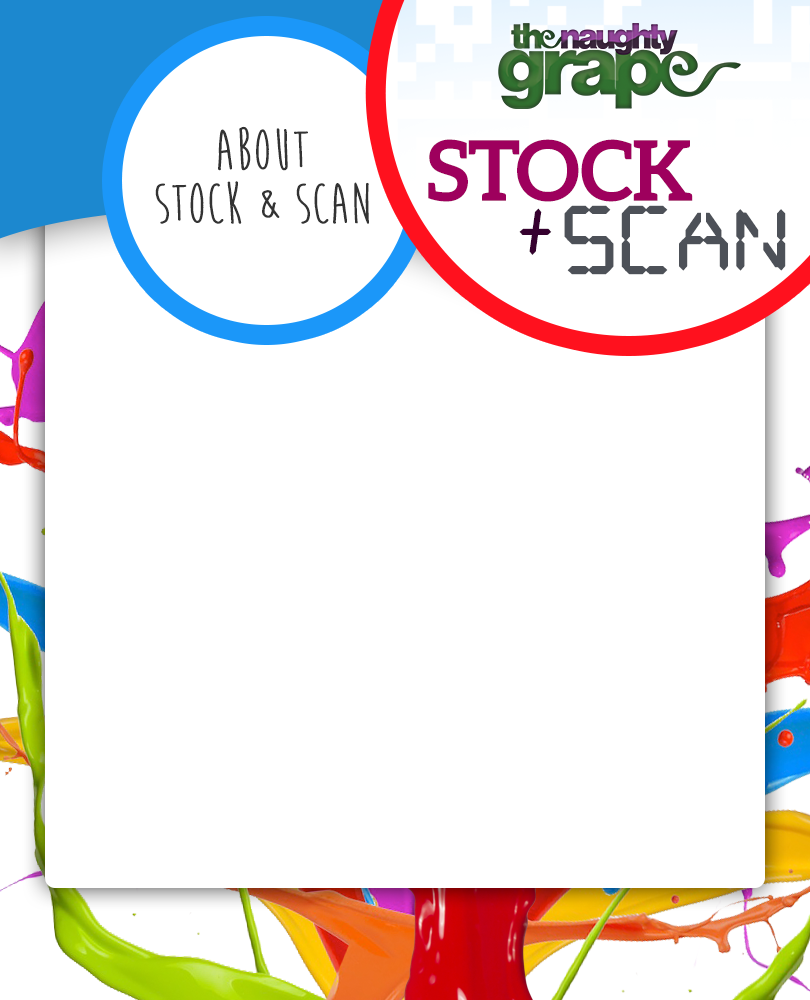 ABOUT
STOCK & SCAN
the naughty
grape
STOCK
+ SCAN